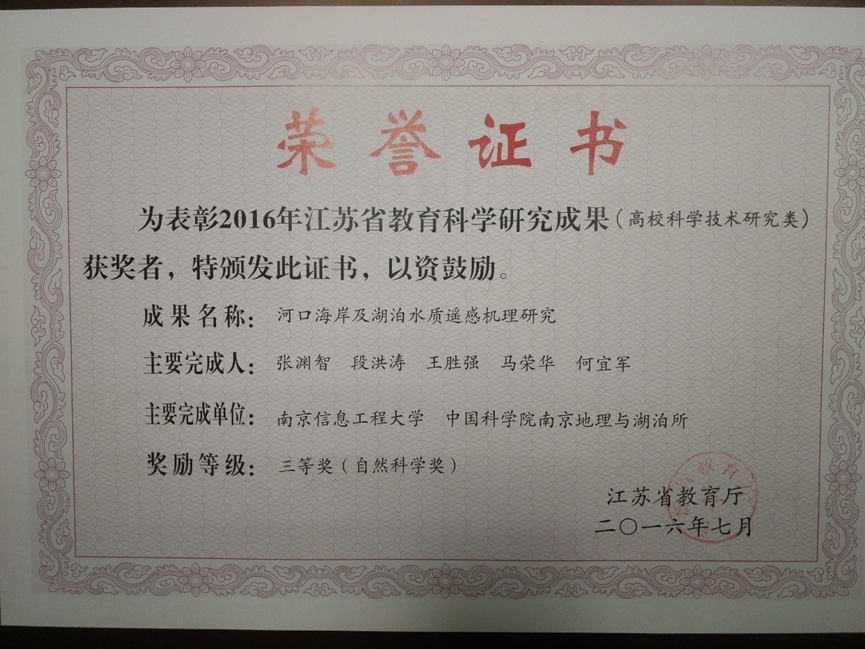 荣誉证书
为表彰2016年江苏省教育科学研究成果(高校科学技术研究类)
获奖者，特颁发此证书，以资鼓励。
成果名称：河口海岸及湖泊水质遥感机理研究
主要完成人：张渊智 段洪涛 王胜强 马荣华 何宜军
主要完成单位：南京信息工程大学 中国科学院南京地理与湖泊所
奖励等级：三等奖(自然科学奖)
江苏省教育厅
二〇一六年七月